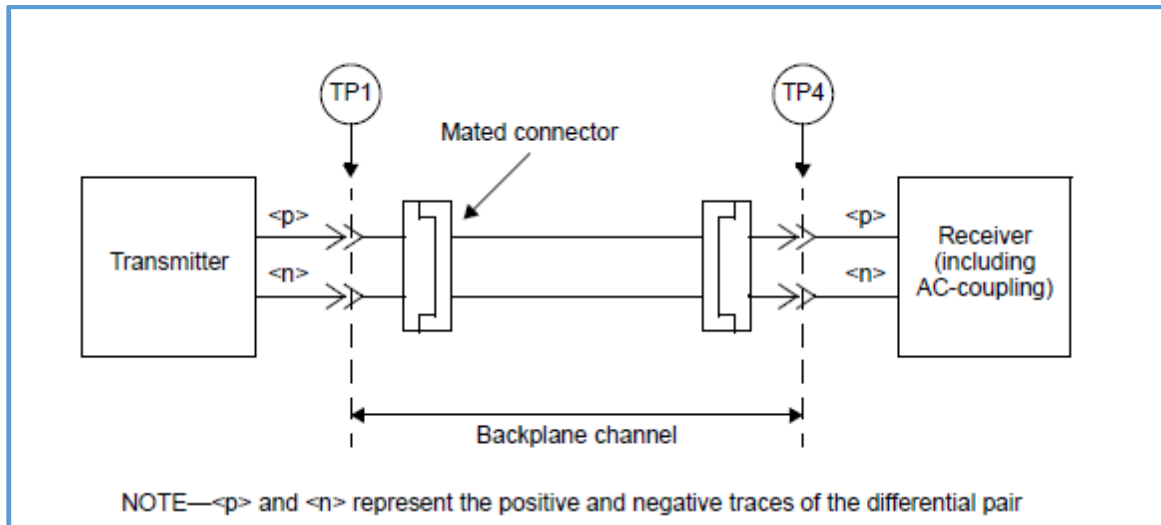 TP1
TP4
Mated connector
<p>
<p>
Transmitter
Receiver
(including
AC-coupling)
<n>
<n>
Backplane channel
NOTE—<p> and <n> represent the positive and negative traces of the differential pair